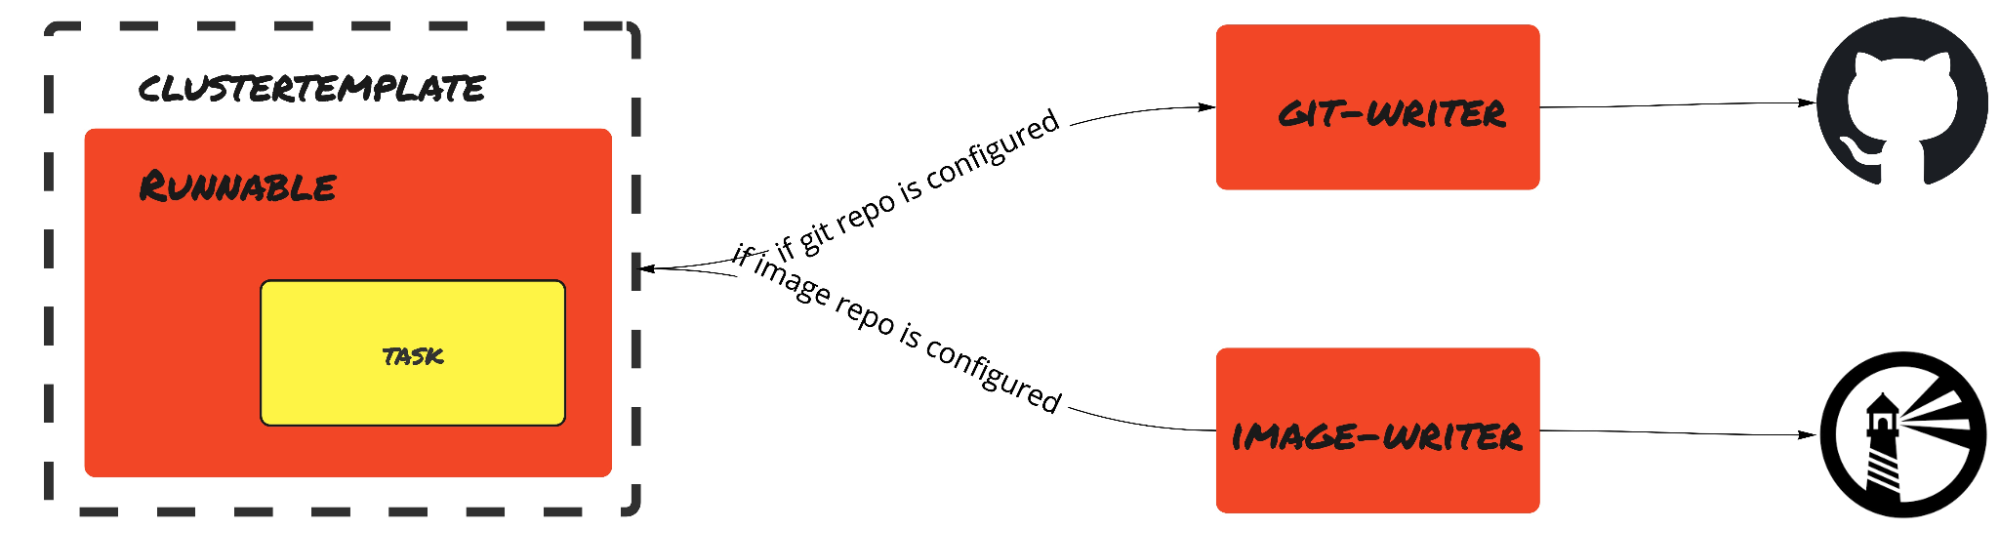 CLUSTERTEMPLATE
RUNNABLE
TASK
if git repo is configured
if image repo is configured
GIT-WRITER
IMAGE-WRITER